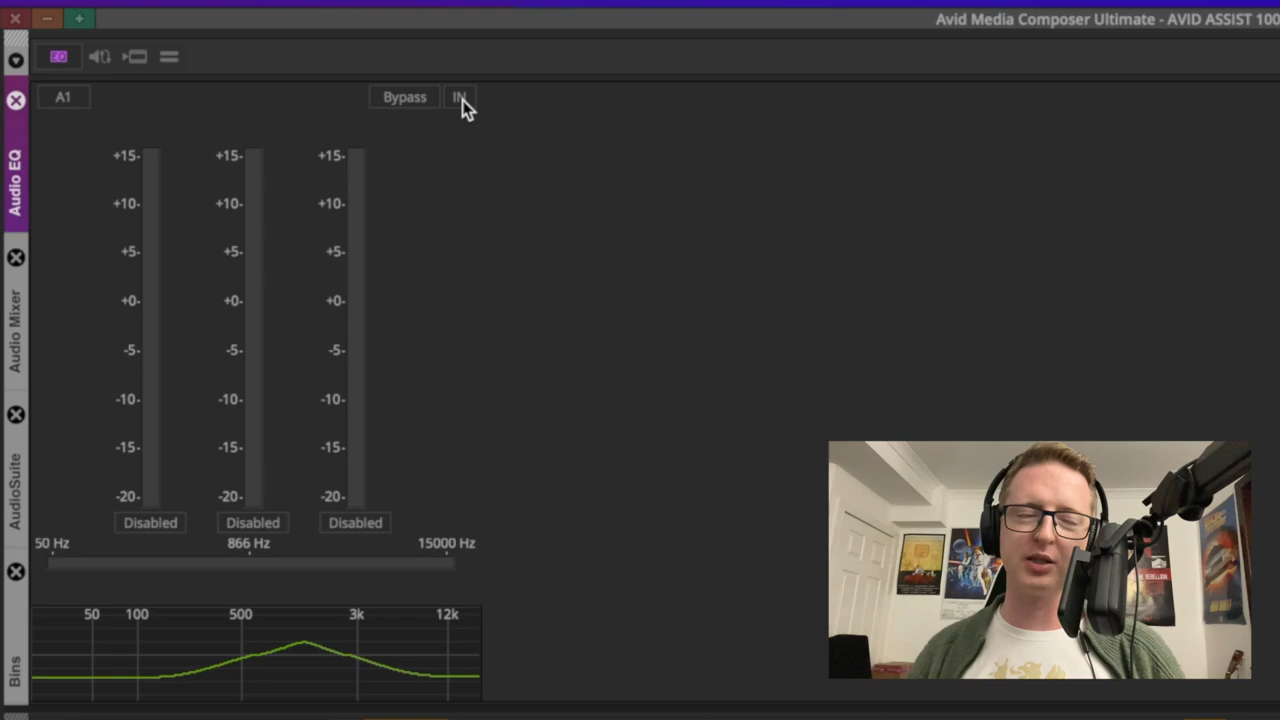 Avid Media Composer Ultimate - AVID ASSIST 100
EQ
A1
Bypass
IN
Audio EQ
Audio Mixer
AudioSuite
Bins
+15- +15- +15-
+10- +10- +10-
+5- +5- +5-
+0- +0- +0-
-5- -5- -5-
-10- -10- -10-
-15- -15- -15-
-20- -20- -20-
Disabled Disabled Disabled
50 Hz 866 Hz 15000 Hz
50 100 500 3k 12k